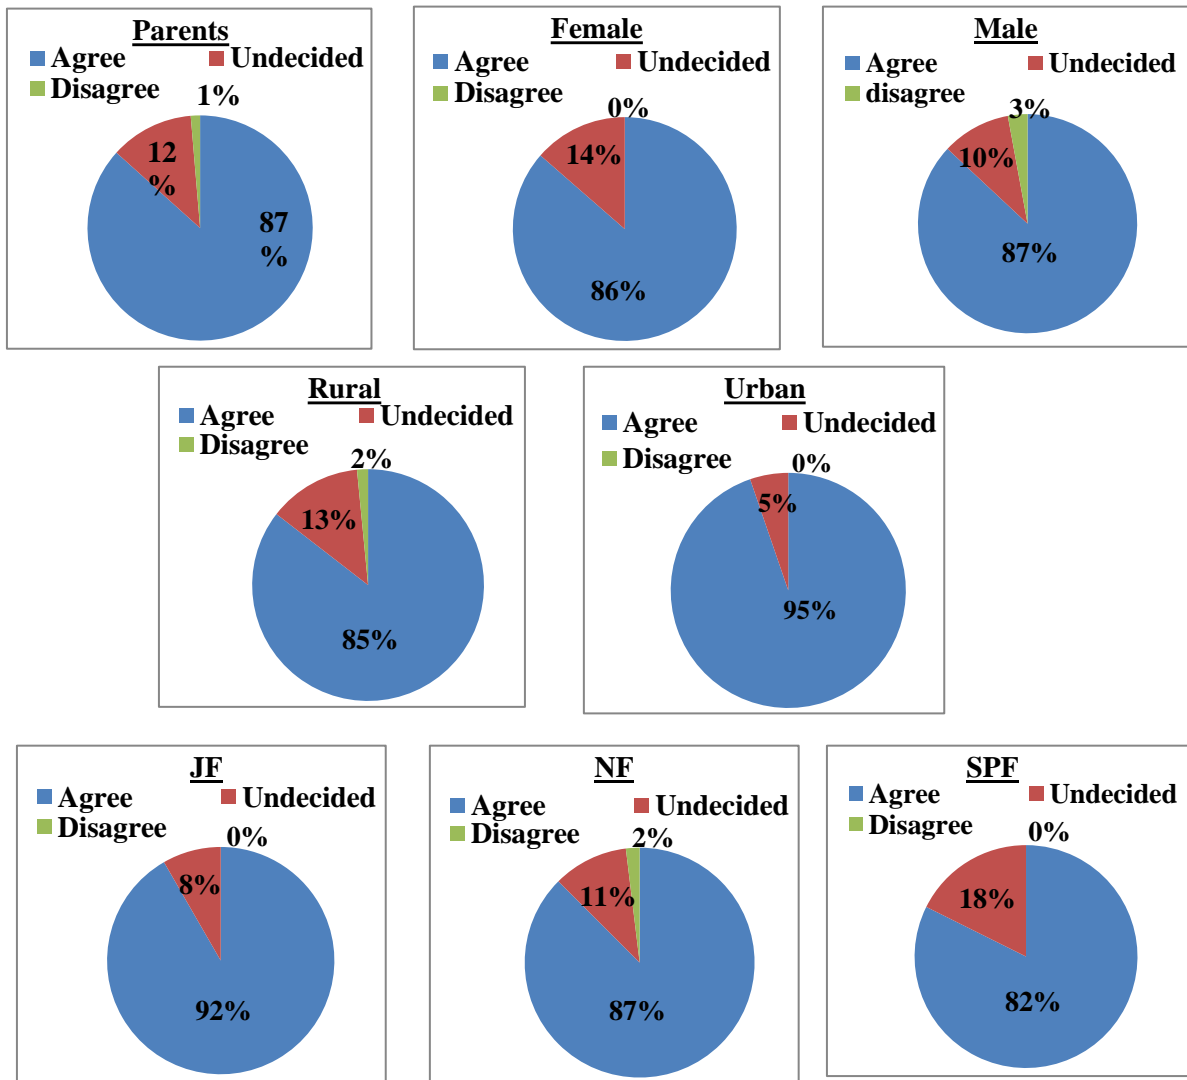 Parents
Agree Undecided
Disagree
1%
12
%
87
%
Female
Agree Undecided
Disagree
0%
14%
86%
Male
Agree Undecided
disagree
3%
10%
87%
Rural
Agree Undecided
Disagree
2%
13%
85%
Urban
Agree Undecided
Disagree
0%
5%
95%
JF
Agree Undecided
Disagree
0%
8%
92%
NF
Agree Undecided
Disagree
2%
11%
87%
SPF
Agree Undecided
Disagree
0%
18%
82%